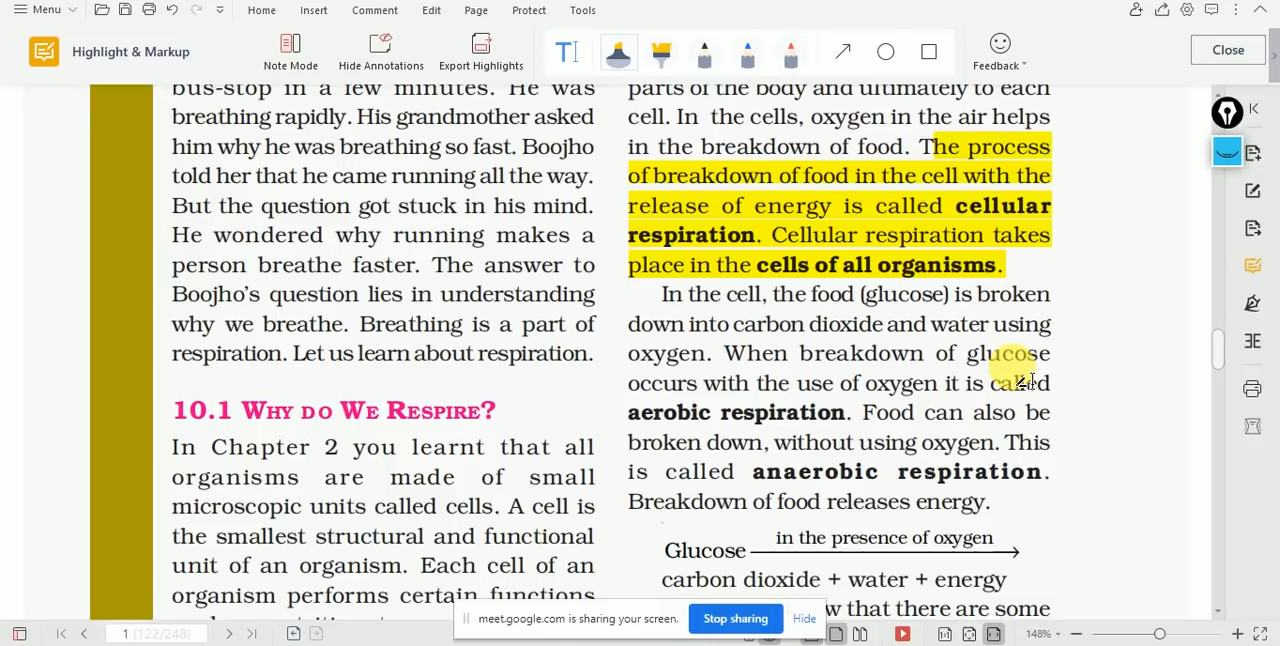 Menu
Home
Insert
Comment
Edit
Page
Protect
Tools
Highlight & Markup
Note Mode
Hide Annotations
Export Highlights
Feedback
Close
bus-stop in a few minutes. He was
breathing rapidly. His grandmother asked
him why he was breathing so fast. Boojho
told her that he came running all the way.
But the question got stuck in his mind.
He wondered why running makes a
person breathe faster. The answer to
Boojho's question lies in understanding
why we breathe. Breathing is a part of
respiration. Let us learn about respiration.
10.1 WHY DO WE RESPIRE?
In Chapter 2 you learnt that all
organisms are made of small
microscopic units called cells. A cell is
the smallest structural and functional
unit of an organism. Each cell of an
organism performs certain functions
parts of the body and ultimately to each
cell. In the cells, oxygen in the air helps
in the breakdown of food. The process
of breakdown of food in the cell with the
release of energy is called cellular
respiration. Cellular respiration takes
place in the cells of all organisms.
In the cell, the food (glucose) is broken
down into carbon dioxide and water using
oxygen. When breakdown of glucose
occurs with the use of oxygen it is called
aerobic respiration. Food can also be
broken down, without using oxygen. This
is called anaerobic respiration.
Breakdown of food releases energy.
in the presence of oxygen
Glucose
carbon dioxide + water + energy
w that there are some
meet.google.com is sharing your screen.
Stop sharing
Hide
1 (122/248)
148%